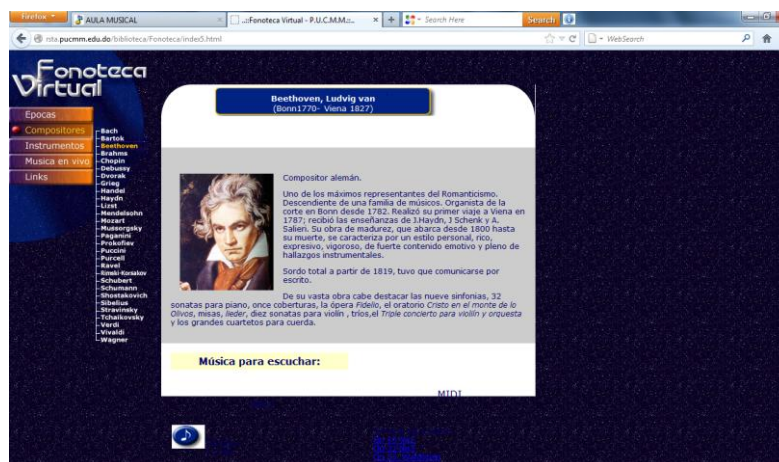 Firefox
AULA MUSICAL
..::Fonoteca Virtual - P.U.C.M.M.::..
Search Here
Search
rsta.pucmm.edu.do/biblioteca/Fonoteca/index5.html
WebSearch
Fonoteca
Virtual
Epocas
Compositores
Instrumentos
Musica en vivo
Links
Bach
Bartok
Beethoven
Brahms
Chopin
Debussy
Dvorak
Grieg
Handel
Haydn
Lizst
Mendelsohn
Mozart
Mussorgsky
Paganini
Prokofiev
Puccini
Purcell
Ravel
Rimski-Korsakov
Schubert
Schumann
Shostakovich
Sibelius
Stravinsky
Tchaikovsky
Verdi
Vivaldi
Wagner
Beethoven, Ludvig van
(Bonn1770- Viena 1827)
Compositor alemán.
Uno de los máximos representantes del Romanticismo.
Descendiente de una familia de músicos. Organista de la
corte en Bonn desde 1782. Realizó su primer viaje a Viena en
1787; recibió las enseñanzas de J.Haydn, J Schenk y A.
Salieri. Su obra de madurez, que abarca desde 1800 hasta
su muerte, se caracteriza por un estilo personal, rico,
expresivo, vigoroso, de fuerte contenido emotivo y pleno de
hallazgos instrumentales.
Sordo total a partir de 1819, tuvo que comunicarse por
escrito.
De su vasta obra cabe destacar las nueve sinfonias, 32
sonatas para piano, once coberturas, la ópera Fidelio, el oratorio Cristo en el monte de lo
Olivos, misas, lieder, diez sonatas para violín , tríos,el Triple concierto para violiín y orquesta
y los grandes cuartetos para cuerda.
Música para escuchar:
MIDI